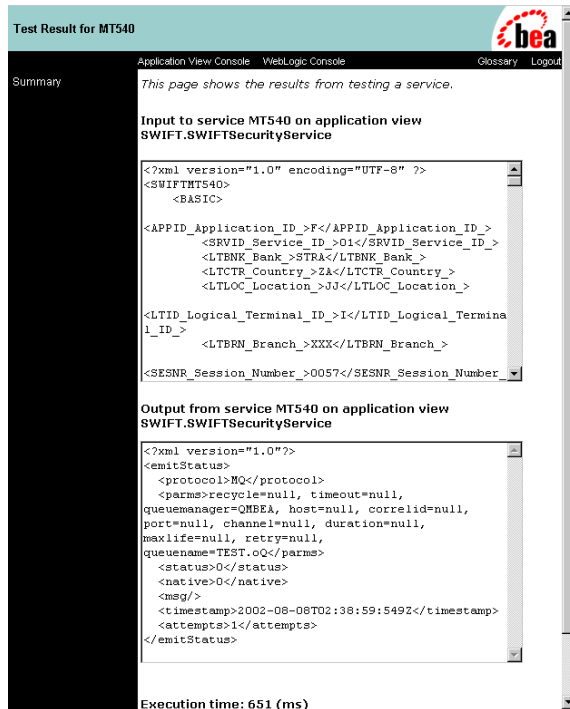 Test Result for MT540
bea
Application View Console WebLogic Console Glossary Logout
Summary
This page shows the results from testing a service.
Input to service MT540 on application view
SWIFT.SWIFTSecurityService
<?xml version="1.0" encoding="UTF-8" ?>
<SWIFTMT540>
<BASIC>
<APPID_Application_ID_>F</APPID_Application_ID_>
<SRVID_Service_ID_>01</SRVID_Service_ID_>
<LTBNK_Bank_>STRA</LTBNK_Bank_>
<LTCTR_Country_>ZA</LTCTR_Country_>
<LTLOC_Location_>JJ</LTLOC_Location_>
<LTID_Logical_Terminal_ID_>I</LTID_Logical_Termina
l_ID_>
<LTBRN_Branch_>XXX</LTBRN_Branch_>
<SESNR_Session_Number_>0057</SESNR_Session_Number_
Output from service MT540 on application view
SWIFT.SWIFTSecurityService
<?xml version="1.0"?>
<emitStatus>
<protocol>MQ</protocol>
<parms>recycle=null, timeout=null,
queuemanager=QMBEA, host=null, correlid=null,
port=null, channel=null, duration=null,
maxlife=null, retry=null,
queuename=TEST.oQ</parms>
<status>0</status>
<native>0</native>
<msg/>
<timestamp>2002-08-08T02:38:59:549Z</timestamp>
<attempts>1</attempts>
</emitStatus>
Execution time: 651 (ms)